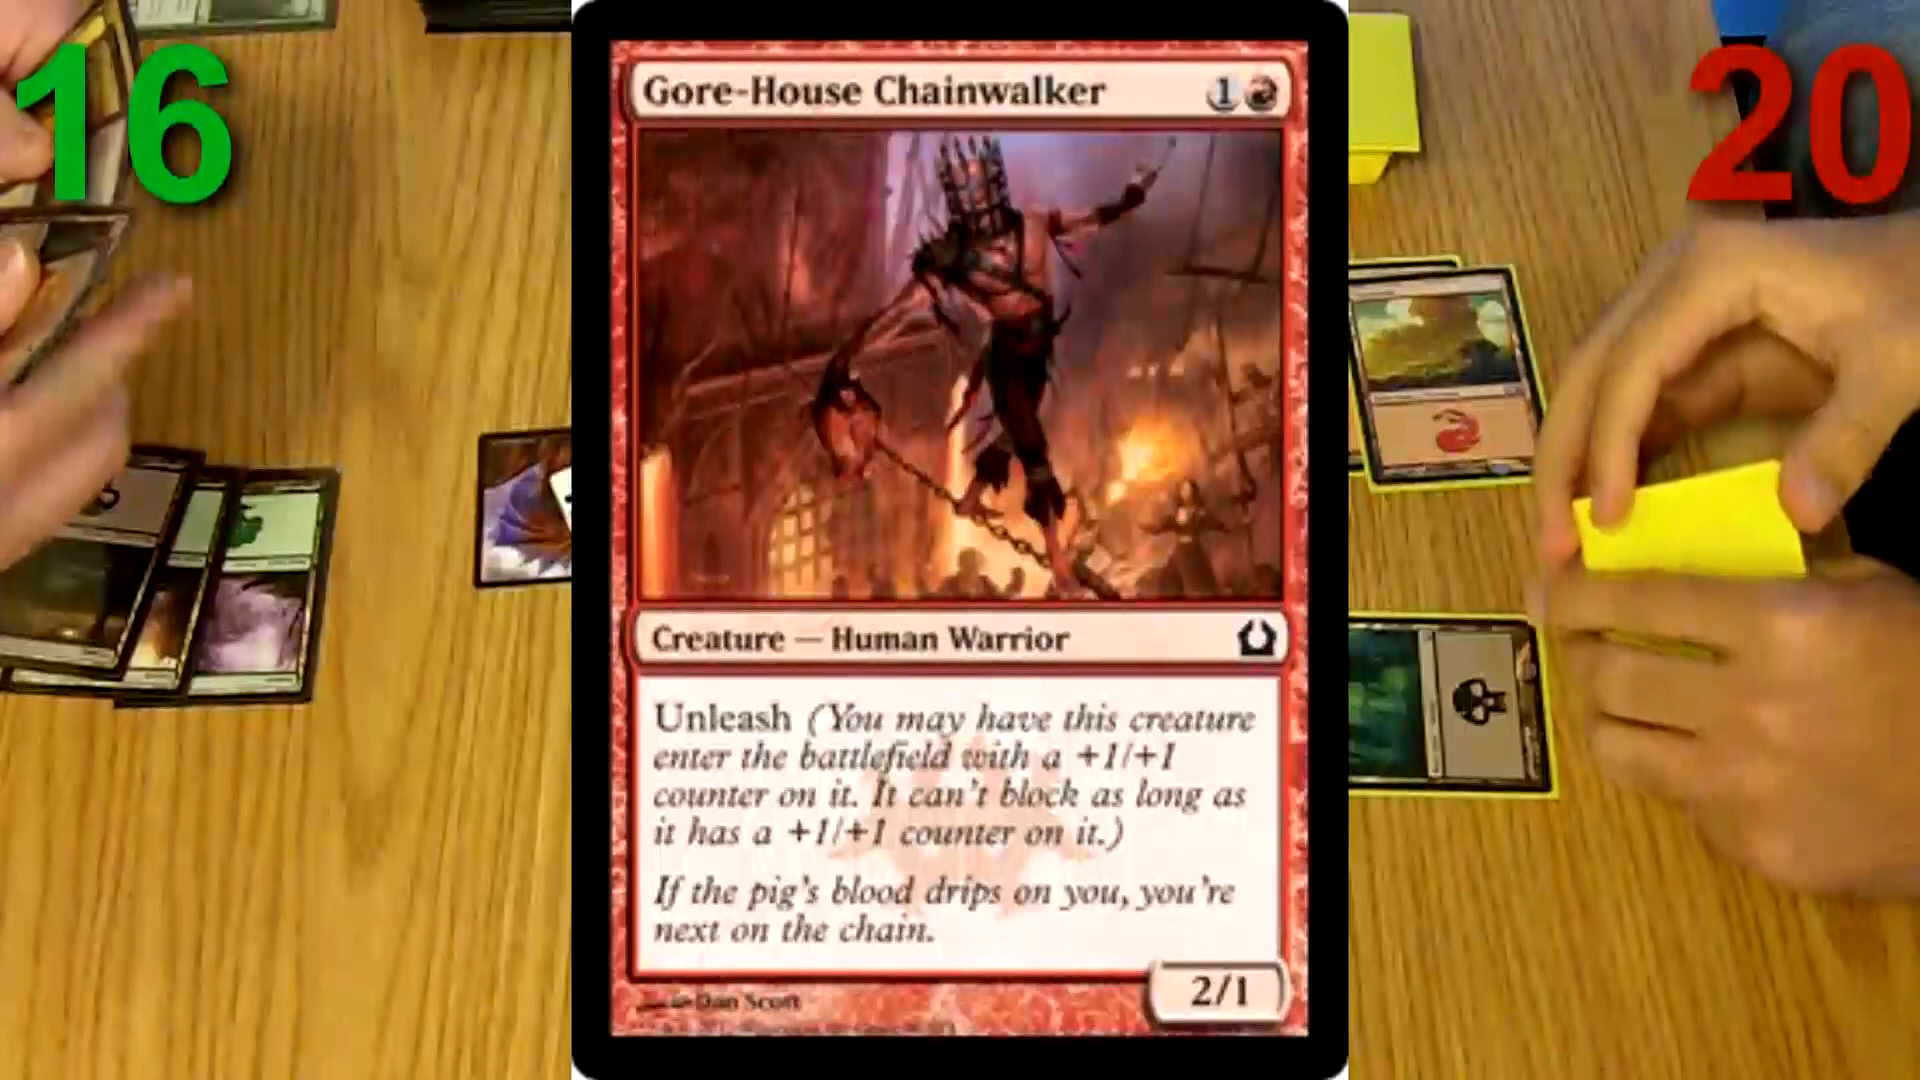 16
20
Gore-House Chainwalker 1
Creature — Human Warrior
Unleash (You may have this creature
enter the battlefield with a +1/+1
counter on it. It can't block as long as
it has a +1/+1 counter on it.)
If the pig's blood drips on you, you're
next on the chain.
2/1
Dan Scott